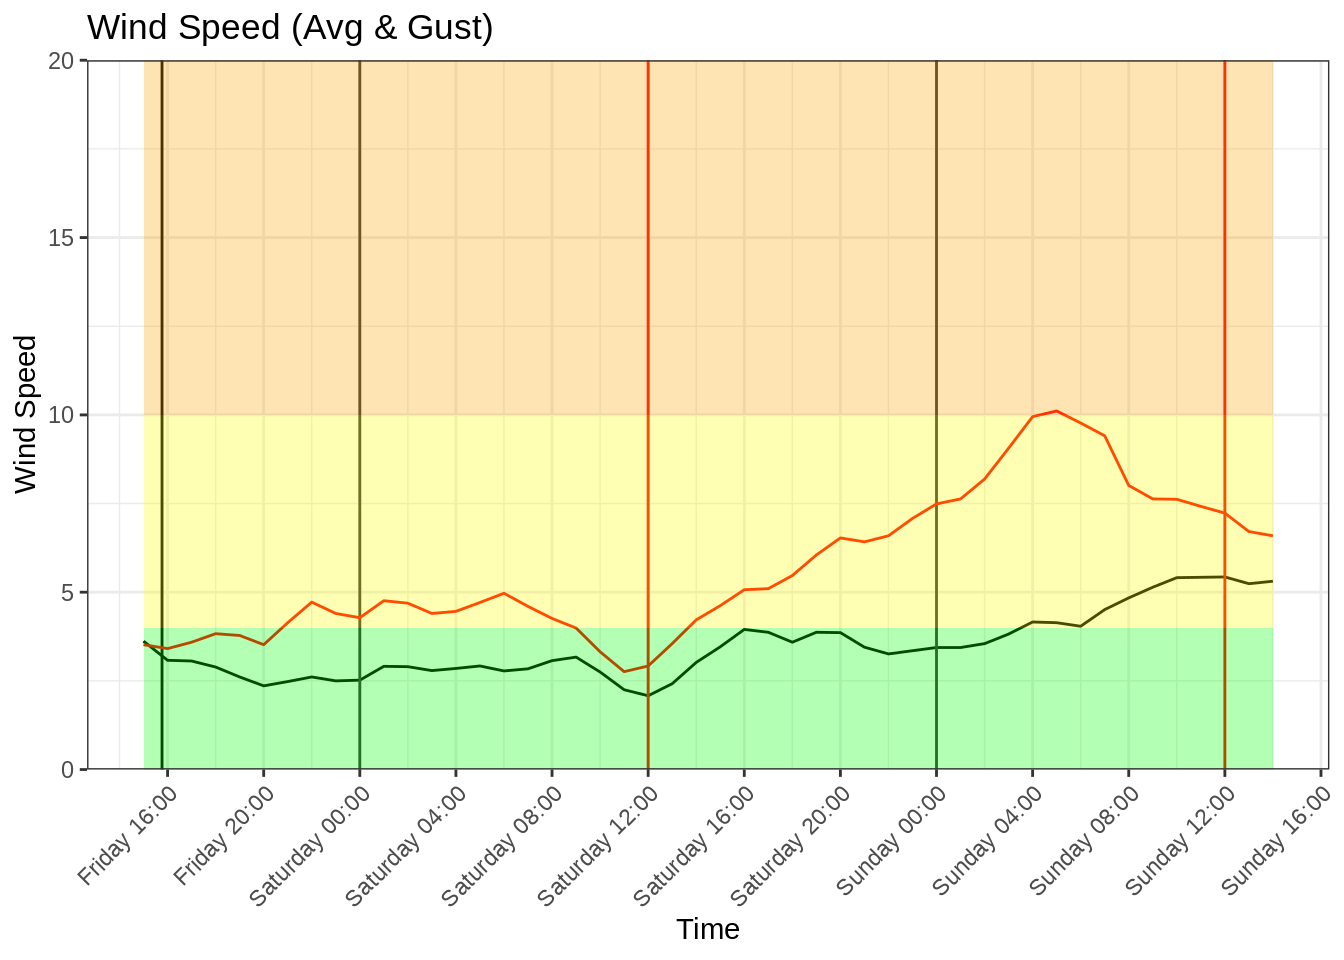 Wind Speed (Avg & Gust)
20
15
10
5
0
Wind Speed
Friday 16:00
Friday 20:00
Saturday 00:00
Saturday 04:00
Saturday 08:00
Saturday 12:00
Saturday 16:00
Saturday 20:00
Sunday 00:00
Sunday 04:00
Sunday 08:00
Sunday 12:00
Sunday 16:00
Time